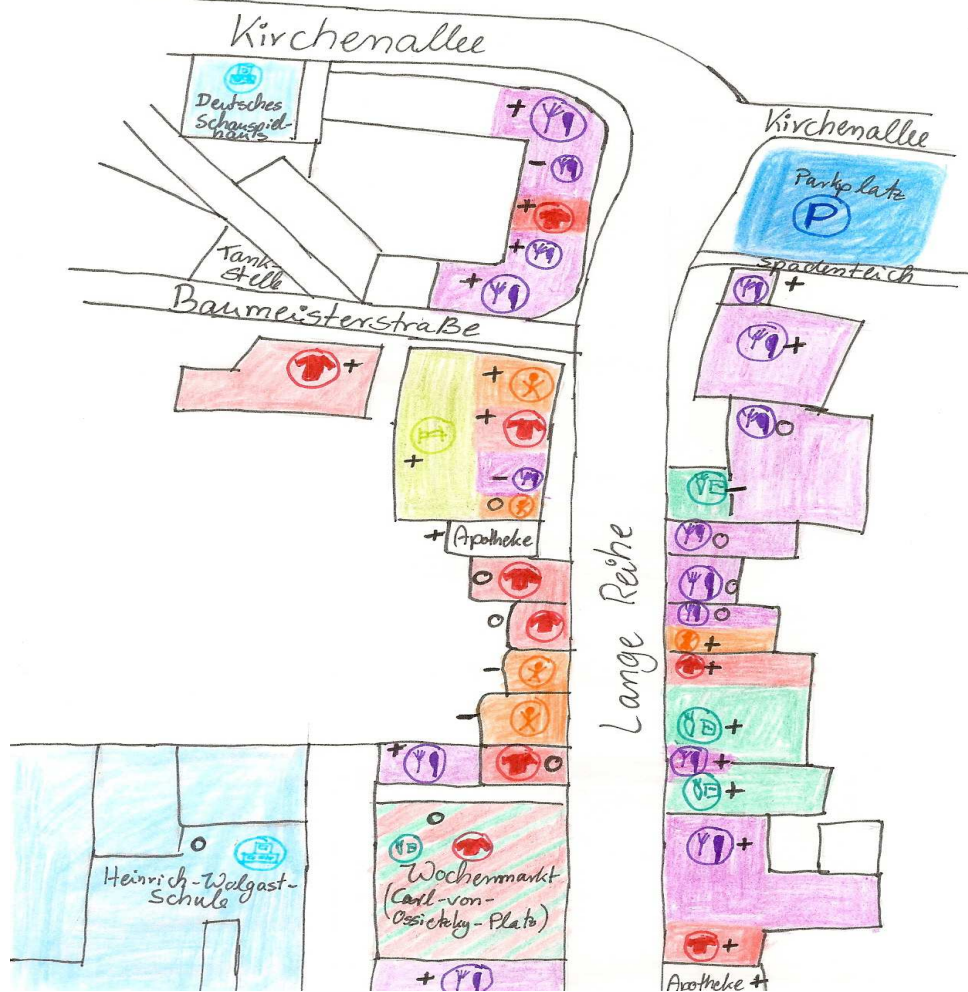 Kirchenallee
Deutsches
Schauspiel-
haus
Kirchenallee
Parkplatz
P
Spadenteich
Tank-
stelle
Baumeisterstraße
Apotheke
Lange Reihe
Heinrich-Wolgast-
Schule
Wochenmarkt
(Carl-von-
Ossietzky-Platz)
Apotheke